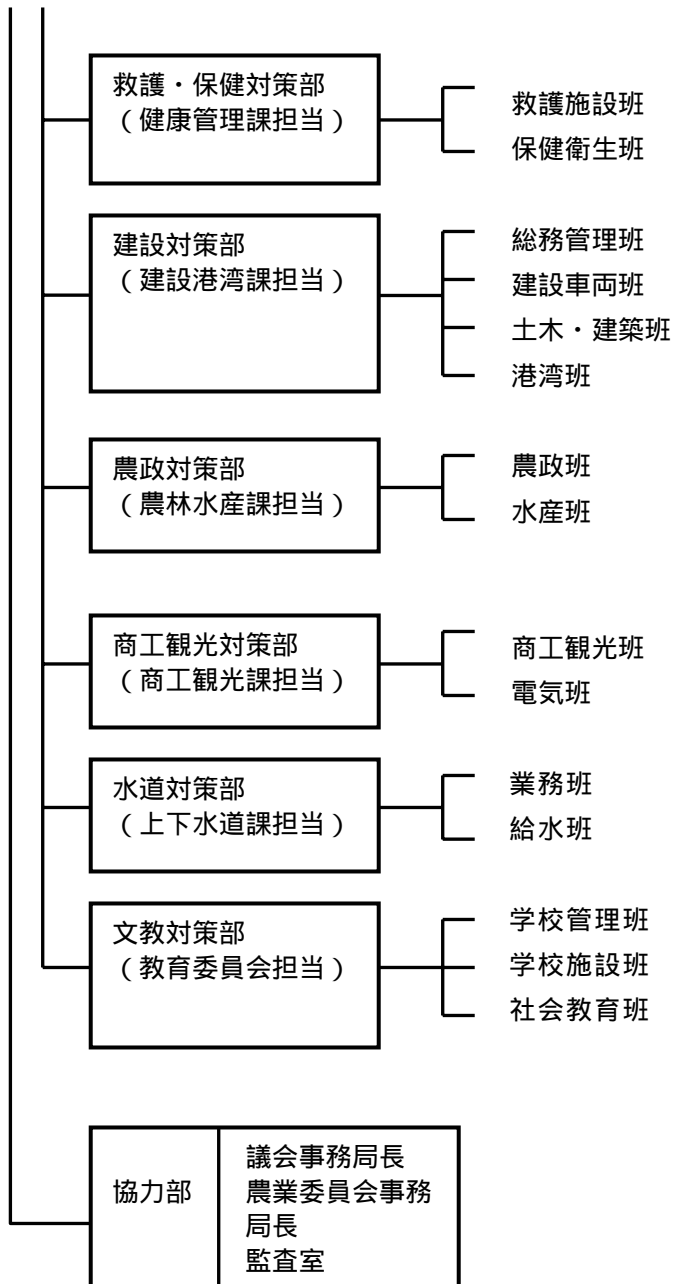 救護・保健対策部
（健康管理課担当）
救護施設班
保健衛生班
建設対策部
（建設港湾課担当）
総務管理班
建設車両班
土木・建築班
港湾班
農政対策部
（農林水産課担当）
農政班
水産班
商工観光対策部
（商工観光課担当）
商工観光班
電気班
水道対策部
（上下水道課担当）
業務班
給水班
文教対策部
（教育委員会担当）
学校管理班
学校施設班
社会教育班
協力部
議会事務局長
農業委員会事務
局長
監査室